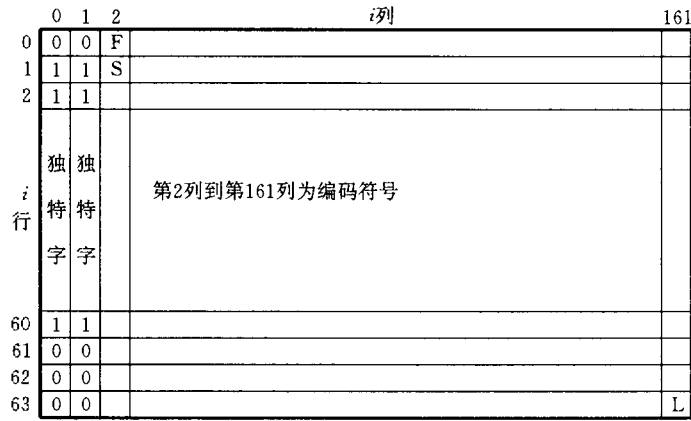 0 1 2 i列 161
0 0 0 F
1 1 1 S
2 1 1
独 独
第2列到第161列为编码符号
i 特 特
行
字 字
60 1 1
61 0 0
62 0 0
63 0 0 L